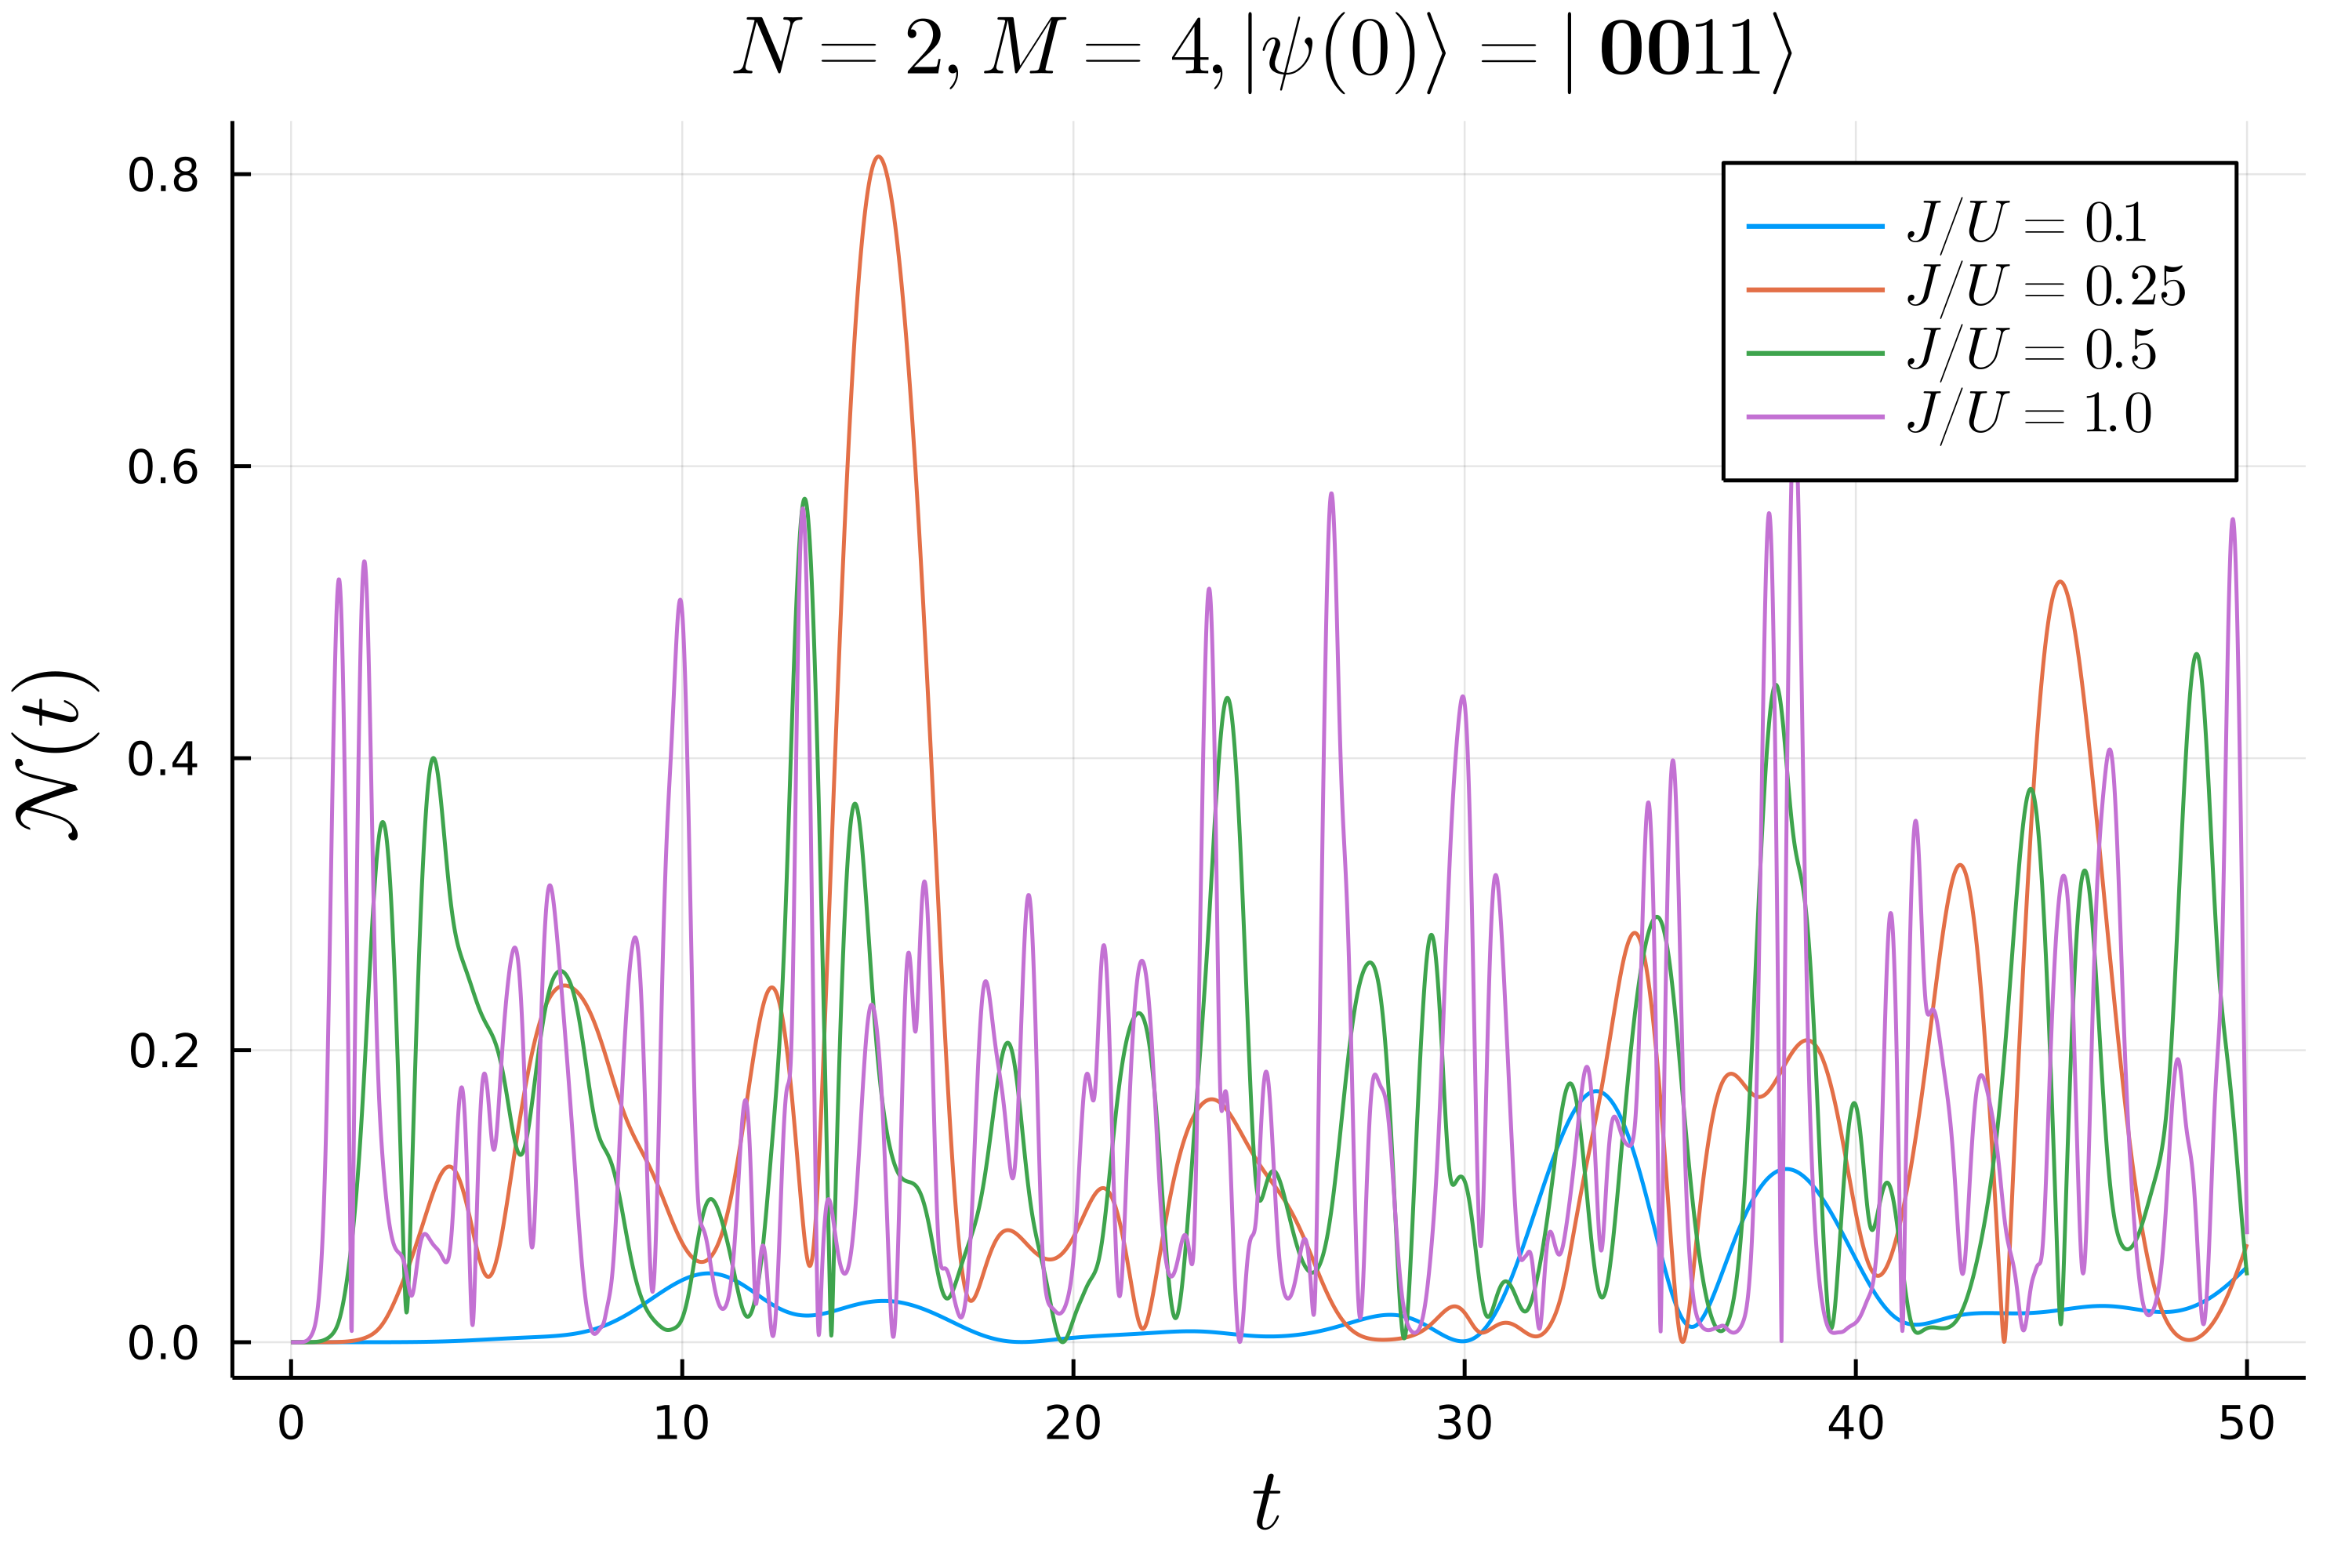 N = 2, M = 4, |ψ(0)⟩ = | 0011⟩
𝒩(t)
0.8
0.6
0.4
0.2
0.0
J/U = 0.1
J/U = 0.25
J/U = 0.5
J/U = 1.0
0 10 20 30 40 50
t